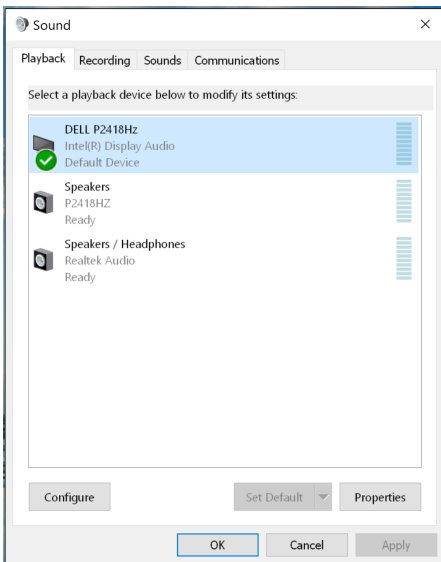 Sound
Playback Recording Sounds Communications
Select a playback device below to modify its settings:
DELL P2418Hz
Intel(R) Display Audio
Default Device
Speakers
P2418HZ
Ready
Speakers / Headphones
Realtek Audio
Ready
Configure Set Default Properties
OK Cancel Apply